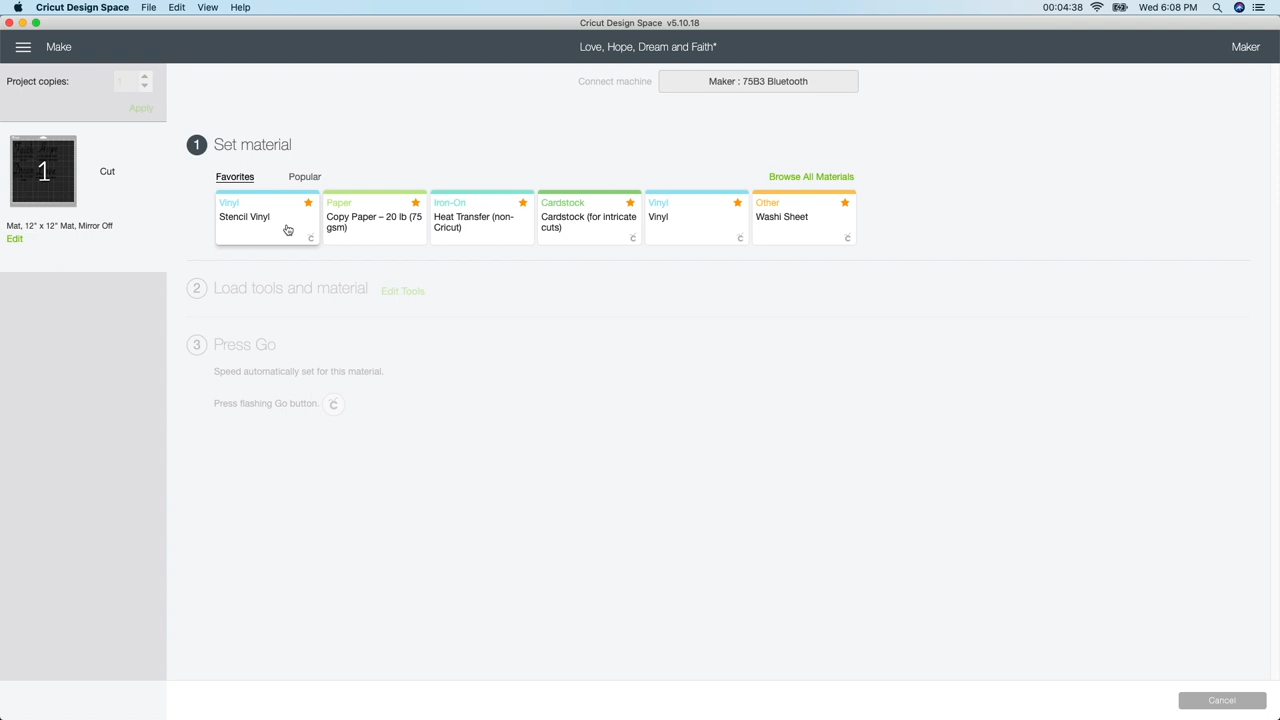 Cricut Design Space File Edit View Help 00:04:38 Wed 6:08 PM
Cricut Design Space v5.10.18
Make Love, Hope, Dream and Faith* Maker
Project copies: 1
Apply
Connect machine Maker : 75B3 Bluetooth
1
Cut
Mat, 12" x 12" Mat, Mirror Off
Edit
1 Set material
Favorites Popular Browse All Materials
Vinyl
Stencil Vinyl
Paper
Copy Paper – 20 lb (75
gsm)
Iron-On
Heat Transfer (non-
Cricut)
Cardstock
Cardstock (for intricate
cuts)
Vinyl
Vinyl
Other
Washi Sheet
2 Load tools and material Edit Tools
3 Press Go
Speed automatically set for this material.
Press flashing Go button.
Cancel